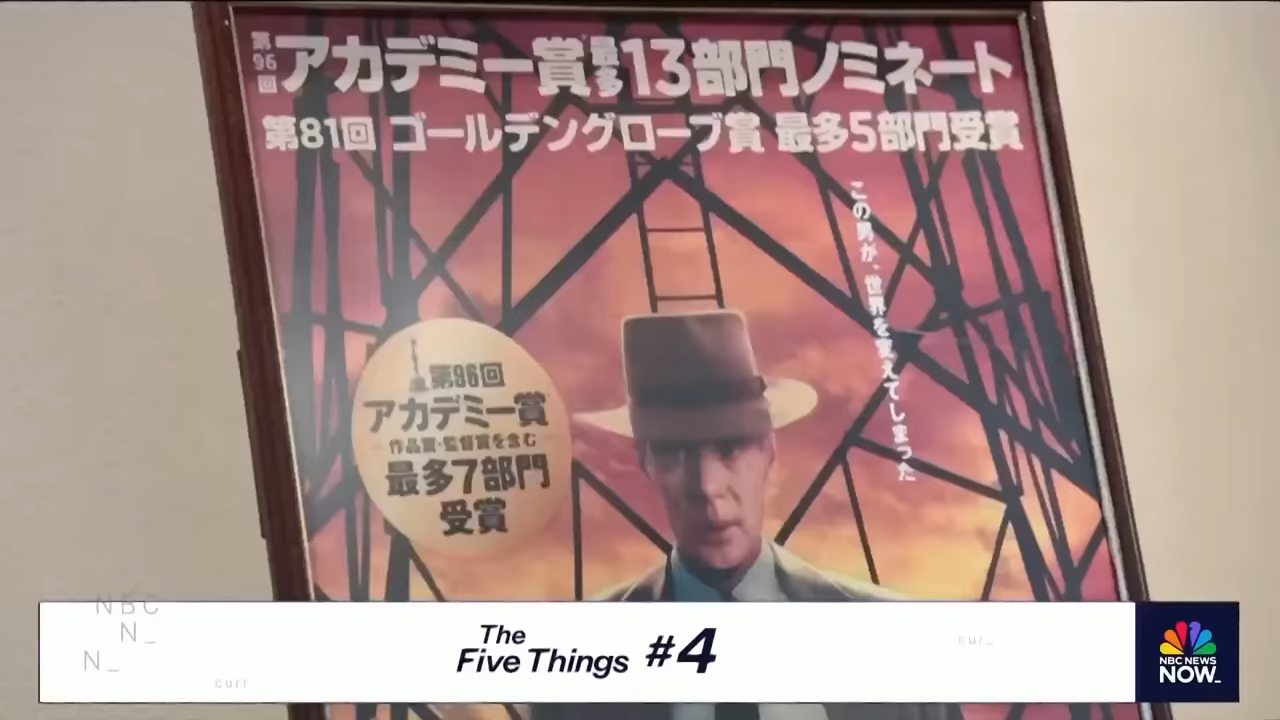 第96回アカデミー賞®最多13部門ノミネート
第81回 ゴールデングローブ賞 最多5部門受賞
この男が、世界を変えてしまった
第96回
アカデミー賞
作品賞・監督賞を含む
最多7部門
受賞
NBC
N_
N_
curr
The
Five Things #4
cur_
NBC NEWS
NOW_